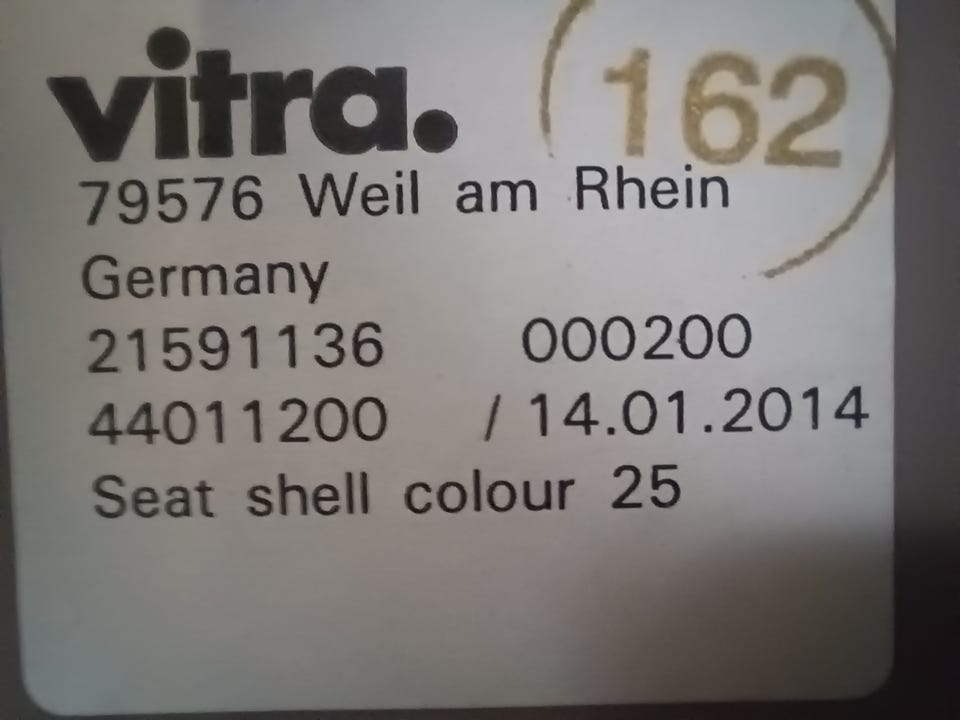 vitra.
162
79576 Weil am Rhein
Germany
21591136 000200
44011200 / 14.01.2014
Seat shell colour 25